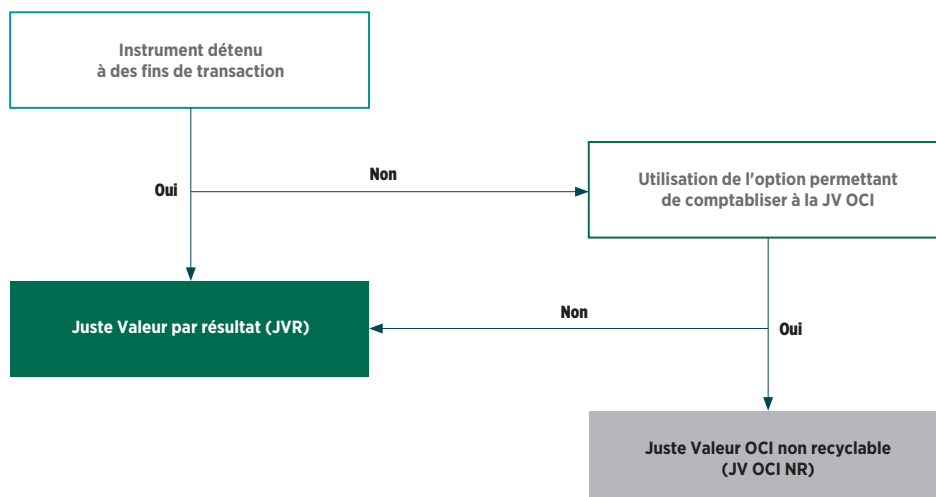 Instrument détenu
à des fins de transaction
Oui
Non
Utilisation de l'option permettant
de comptabliser à la JV OCI
Juste Valeur par résultat (JVR)
Non
Oui
Juste Valeur OCI non recyclable
(JV OCI NR)